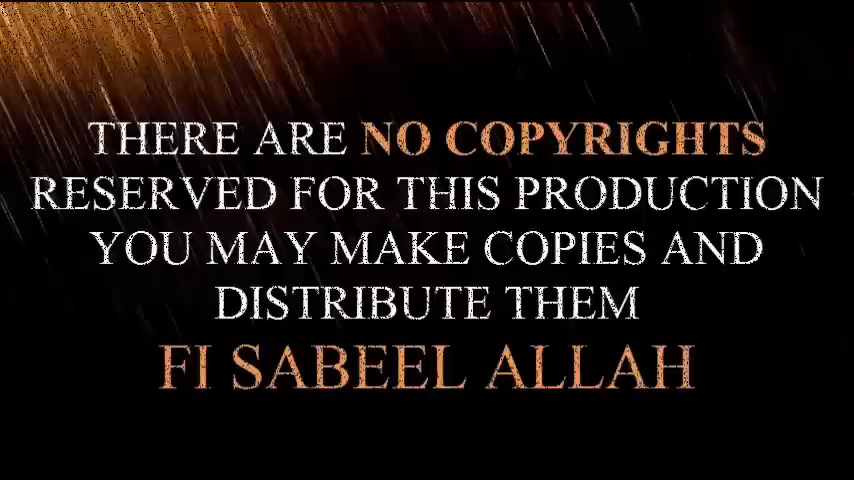 THERE ARE NO COPYRIGHTS
RESERVED FOR THIS PRODUCTION
YOU MAY MAKE COPIES AND
DISTRIBUTE THEM
FI SABEEL ALLAH